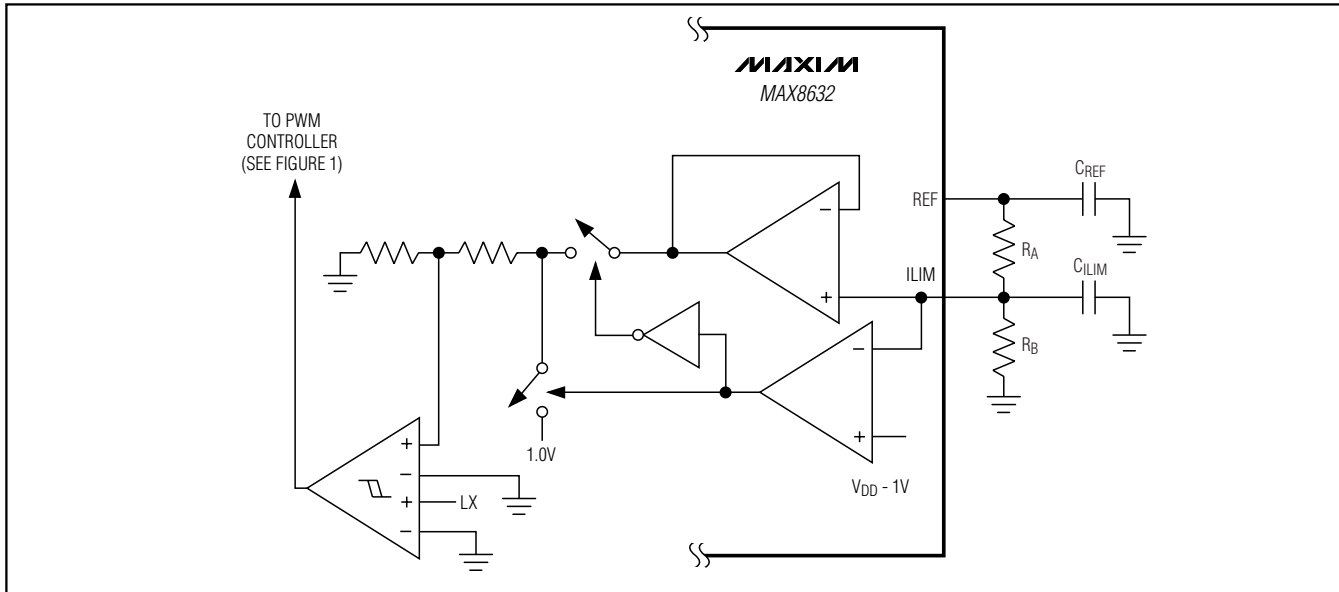 MAXIM
MAX8632
TO PWM
CONTROLLER
(SEE FIGURE 1)
REF
CREF
RA
ILIM
CILIM
RB
−
+
−
+
1.0V
VDD - 1V
+
−
+
LX
−